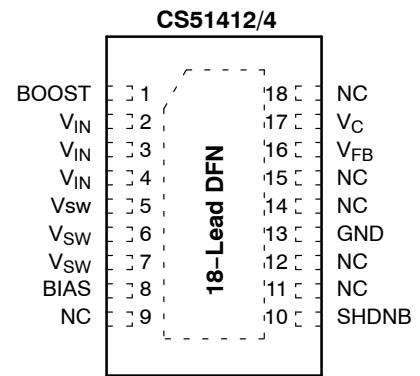 CS51412/4
BOOST 1 18 NC
VIN 2 17 VC
VIN 3 16 VFB
VIN 4 15 NC
Vsw 5 14 NC
VSW 6 13 GND
VSW 7 12 NC
BIAS 8 11 NC
NC 9 10 SHDNB
18−Lead DFN